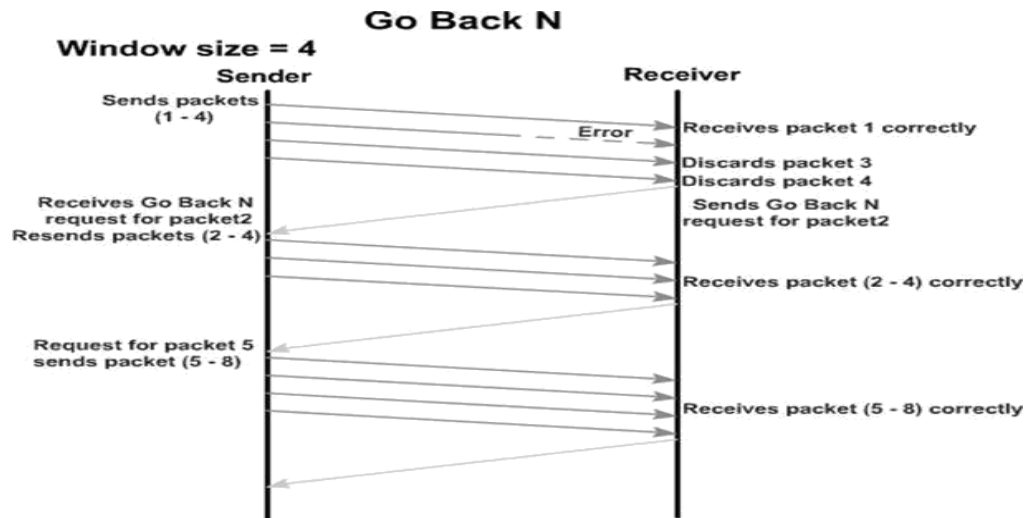 Go Back N
Window size = 4
Sender
Receiver
Sends packets
(1 - 4)
Error
Receives packet 1 correctly
Discards packet 3
Discards packet 4
Receives Go Back N
request for packet2
Resends packets (2 - 4)
Sends Go Back N
request for packet2
Receives packet (2 - 4) correctly
Request for packet 5
sends packet (5 - 8)
Receives packet (5 - 8) correctly